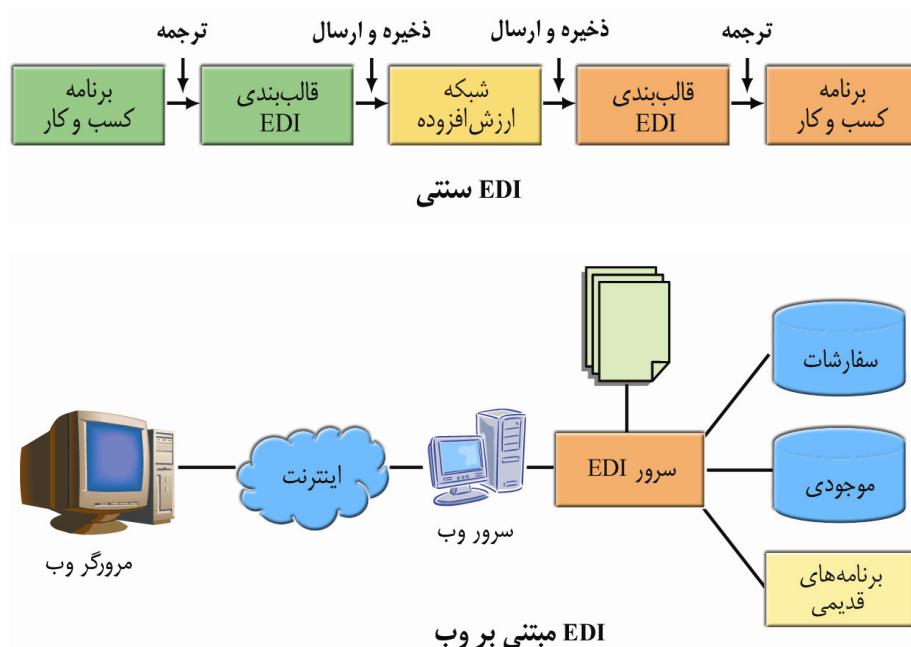 ترجمه
ذخیره و ارسال
ذخیره و ارسال
ترجمه
برنامه
کسب و کار
قالب‌بندی
EDI
شبکه
ارزش‌افزوده
قالب‌بندی
EDI
برنامه
کسب و کار
EDI سنتی
سفارشات
موجودی
برنامه‌های
قدیمی
سرور EDI
سرور وب
اینترنت
مرورگر وب
EDI مبتنی بر وب